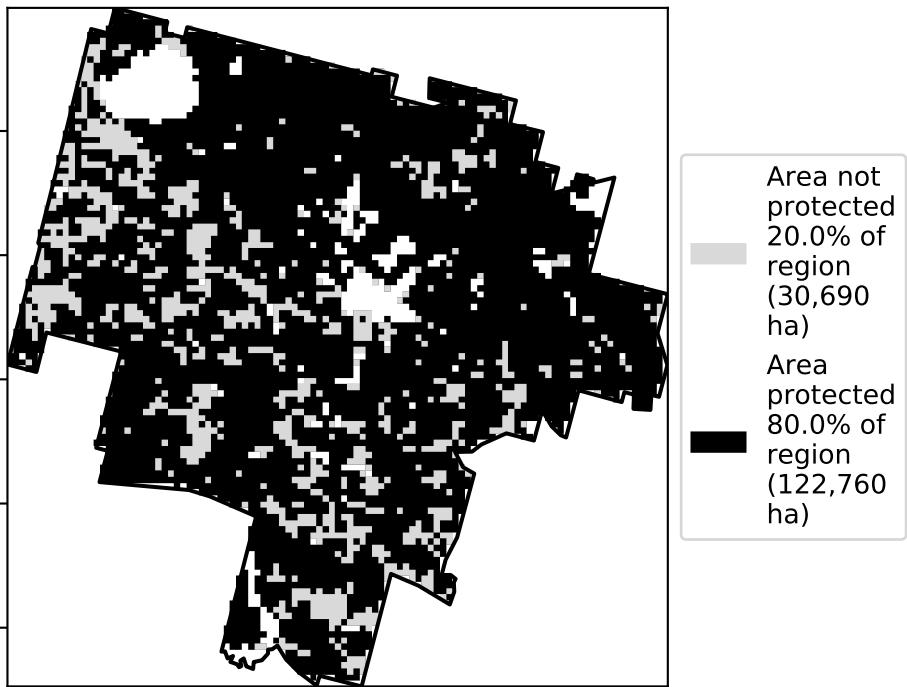 Area not
protected
20.0% of
region
(30,690
ha)
Area
protected
80.0% of
region
(122,760
ha)